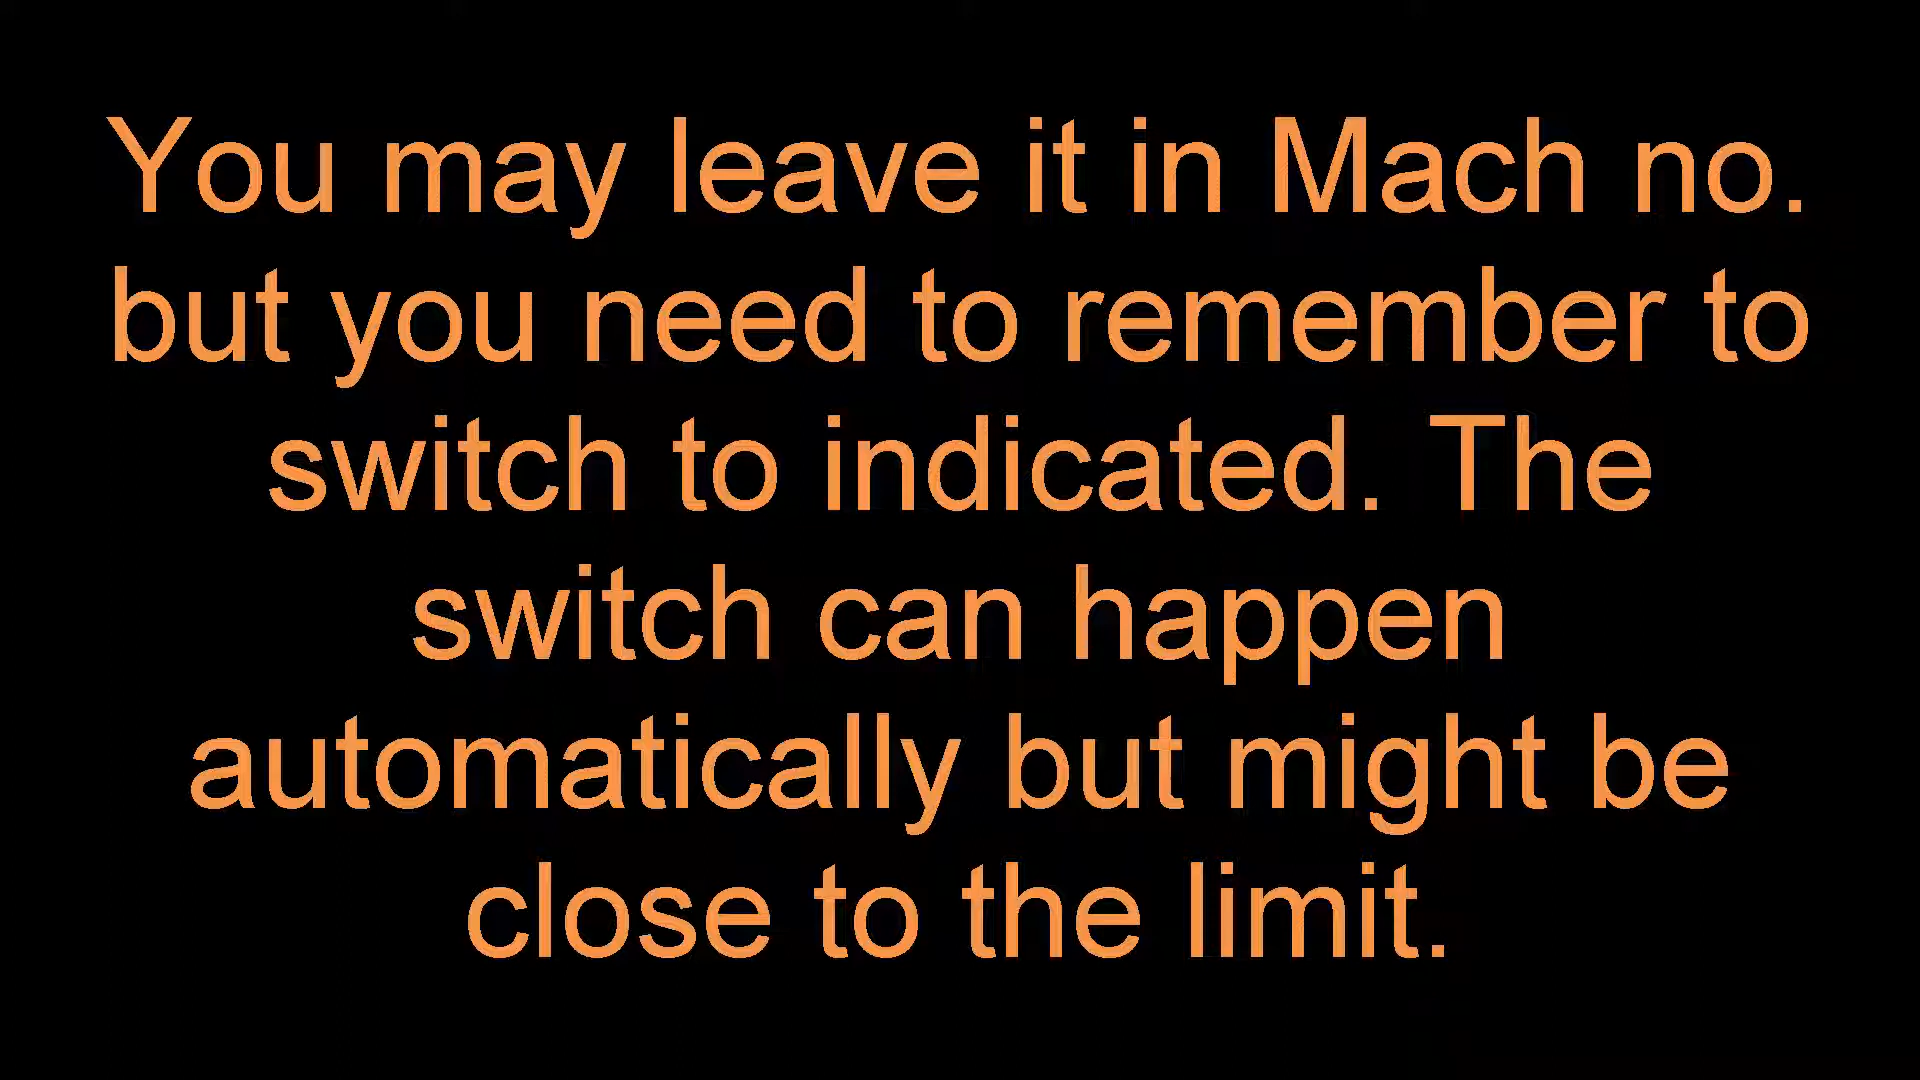 You may leave it in Mach no.
but you need to remember to
switch to indicated. The
switch can happen
automatically but might be
close to the limit.